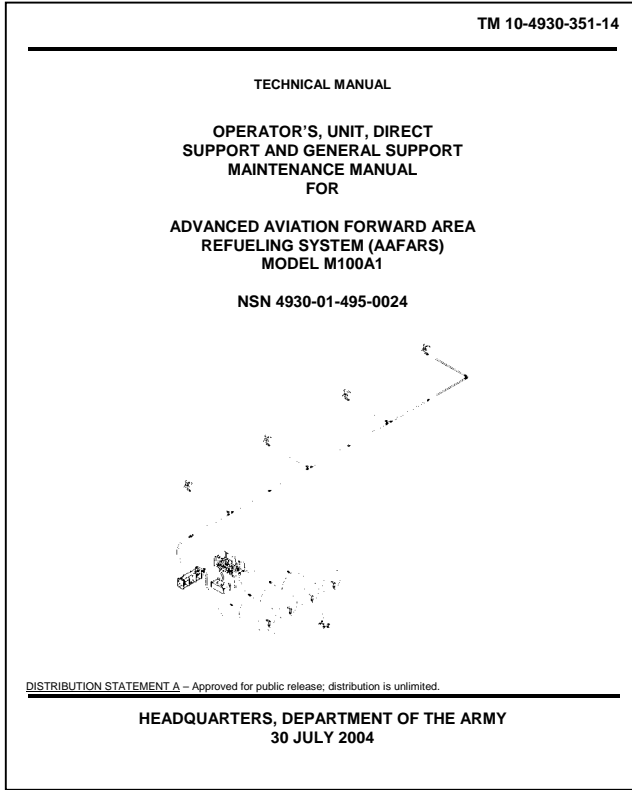 TM 10-4930-351-14
TECHNICAL MANUAL
OPERATOR’S, UNIT, DIRECT
SUPPORT AND GENERAL SUPPORT
MAINTENANCE MANUAL
FOR
ADVANCED AVIATION FORWARD AREA
REFUELING SYSTEM (AAFARS)
MODEL M100A1
NSN 4930-01-495-0024
DISTRIBUTION STATEMENT A – Approved for public release; distribution is unlimited.
HEADQUARTERS, DEPARTMENT OF THE ARMY
30 JULY 2004